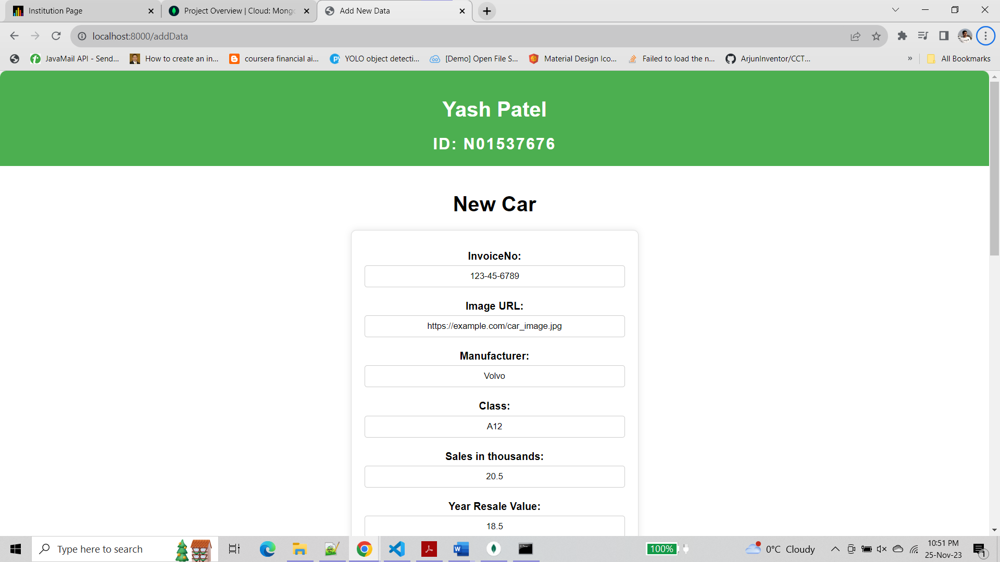 Institution Page
Project Overview | Cloud: Mong
Add New Data
localhost:8000/addData
JavaMail API - Send...
How to create an in...
coursera financial ai...
YOLO object detecti...
[Demo] Open File S...
Material Design Ico...
Failed to load the n...
ArjunInventor/CCT...
»
All Bookmarks
Yash Patel
ID: N01537676
New Car
InvoiceNo:
123-45-6789
Image URL:
https://example.com/car_image.jpg
Manufacturer:
Volvo
Class:
A12
Sales in thousands:
20.5
Year Resale Value:
18.5
Type here to search
100%
0°C Cloudy
10:51 PM
25-Nov-23
1